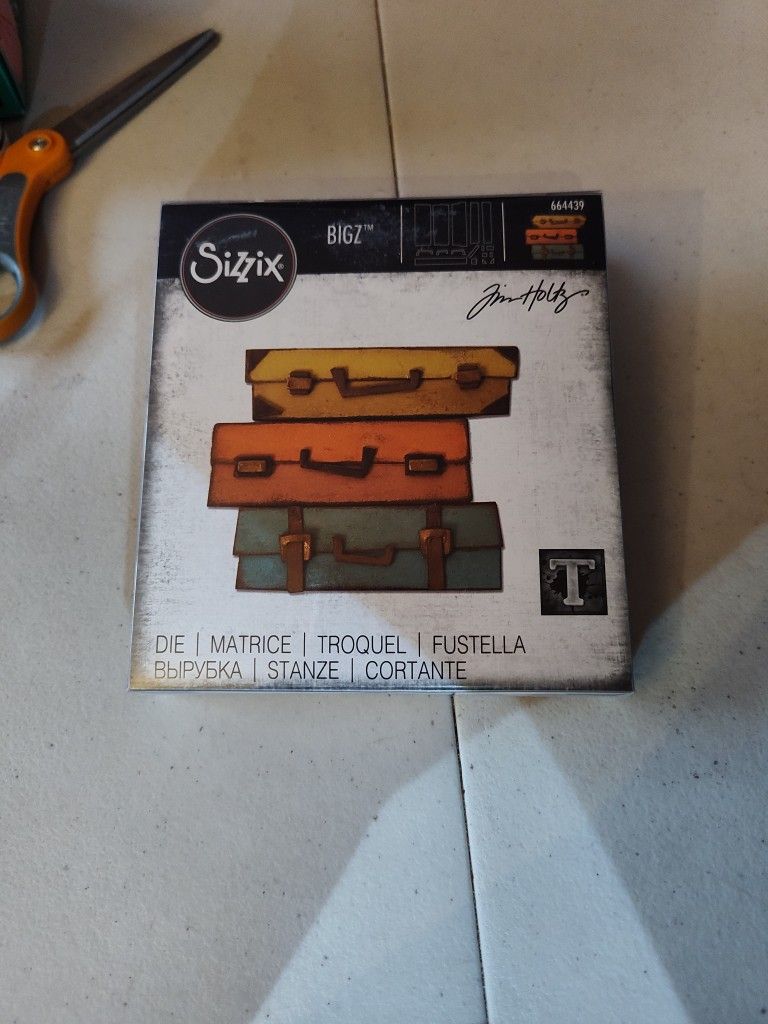 664439
BIGZ™
Sizzix®
Tim Holtz
T
DIE | MATRICE | TROQUEL | FUSTELLA
ВЫРУБКА | STANZE | CORTANTE